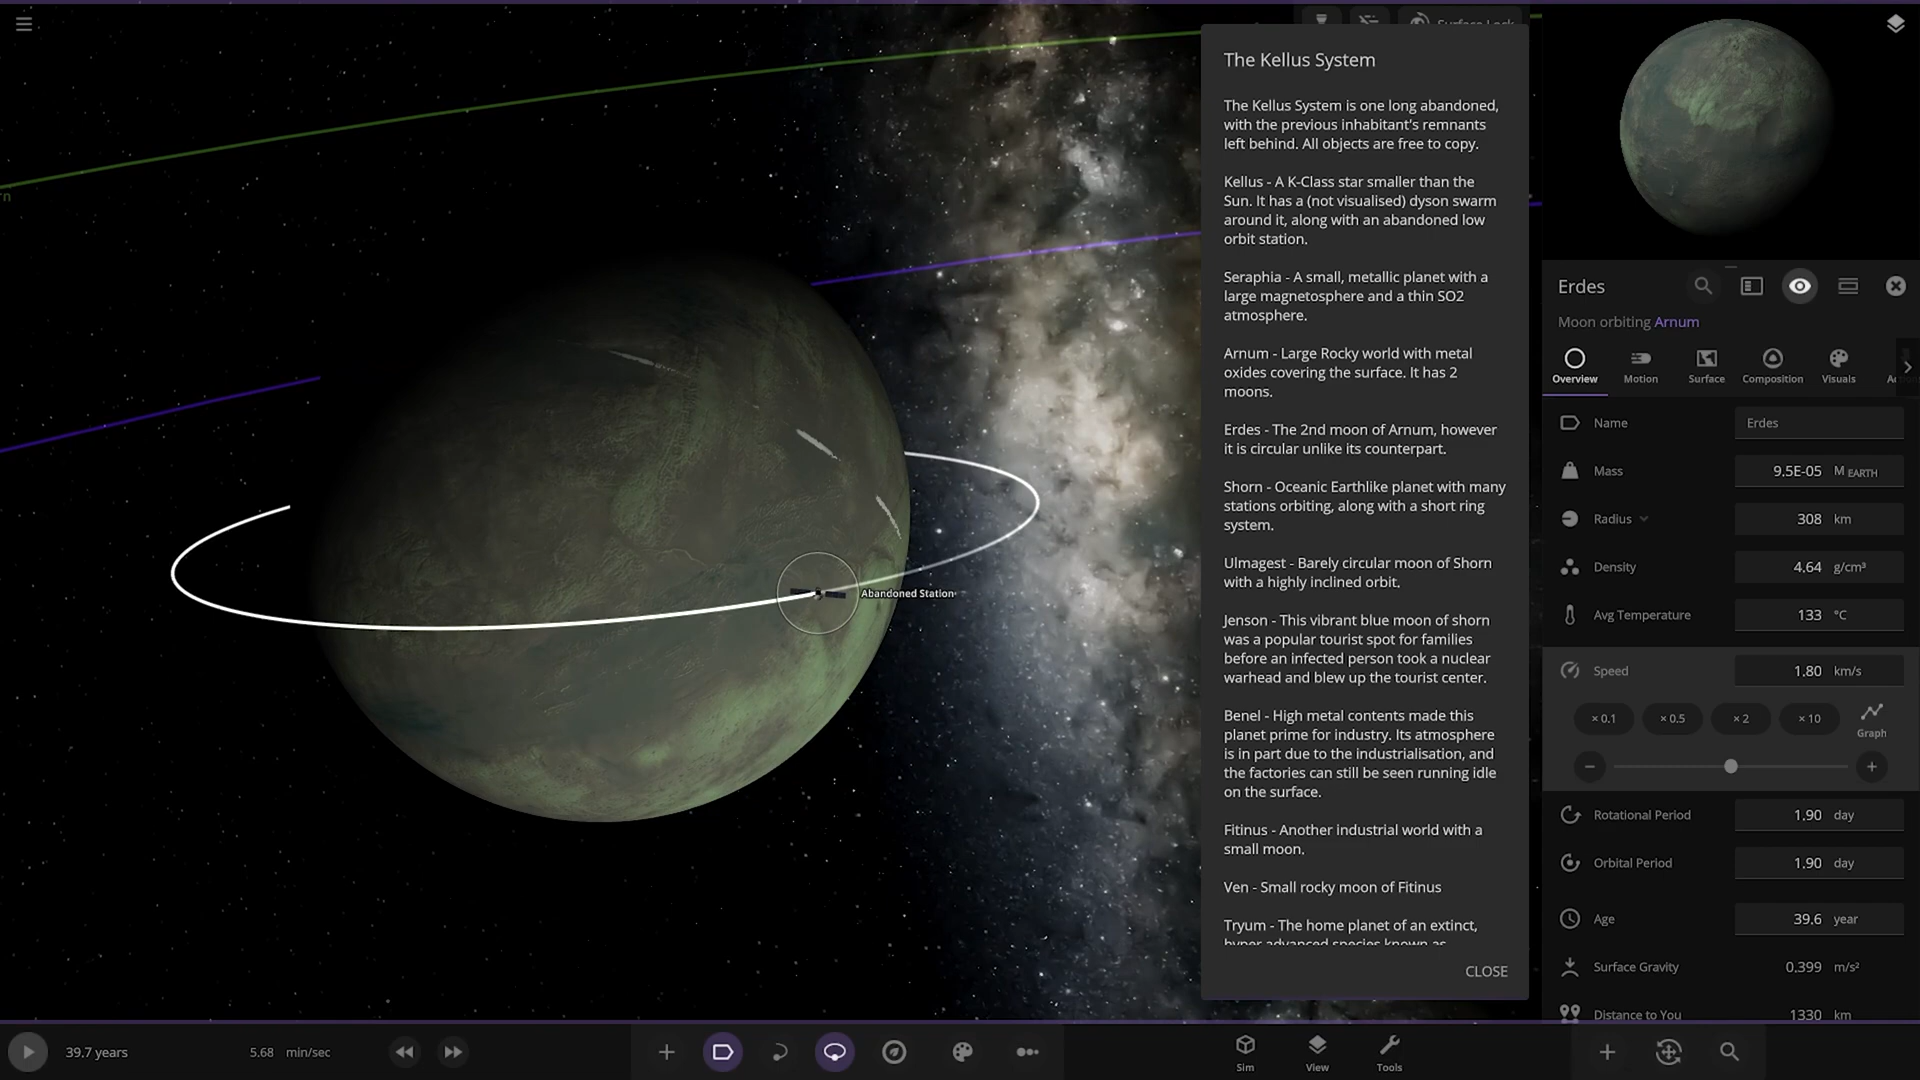 Surface Lock
The Kellus System
The Kellus System is one long abandoned,
with the previous inhabitant's remnants
left behind. All objects are free to copy.
Kellus - A K-Class star smaller than the
Sun. It has a (not visualised) dyson swarm
around it, along with an abandoned low
orbit station.
Seraphia - A small, metallic planet with a
large magnetosphere and a thin SO2
atmosphere.
Arnum - Large Rocky world with metal
oxides covering the surface. It has 2
moons.
Erdes - The 2nd moon of Arnum, however
it is circular unlike its counterpart.
Shorn - Oceanic Earthlike planet with many
stations orbiting, along with a short ring
system.
Ulmagest - Barely circular moon of Shorn
with a highly inclined orbit.
Jenson - This vibrant blue moon of shorn
was a popular tourist spot for families
before an infected person took a nuclear
warhead and blew up the tourist center.
Benel - High metal contents made this
planet prime for industry. Its atmosphere
is in part due to the industrialisation, and
the factories can still be seen running idle
on the surface.
Fitinus - Another industrial world with a
small moon.
Ven - Small rocky moon of Fitinus
Tryum - The home planet of an extinct,
hyper advanced species known as
CLOSE
Abandoned Station
Erdes
Moon orbiting Arnum
Overview Motion Surface Composition Visuals
Name Erdes
Mass 9.5E-05 M EARTH
Radius 308 km
Density 4.64 g/cm³
Avg Temperature 133 °C
Speed 1.80 km/s
× 0.1 × 0.5 × 2 × 10 Graph
Rotational Period 1.90 day
Orbital Period 1.90 day
Age 39.6 year
Surface Gravity 0.399 m/s²
Distance to You 1330 km
39.7 years 5.68 min/sec
Sim View Tools